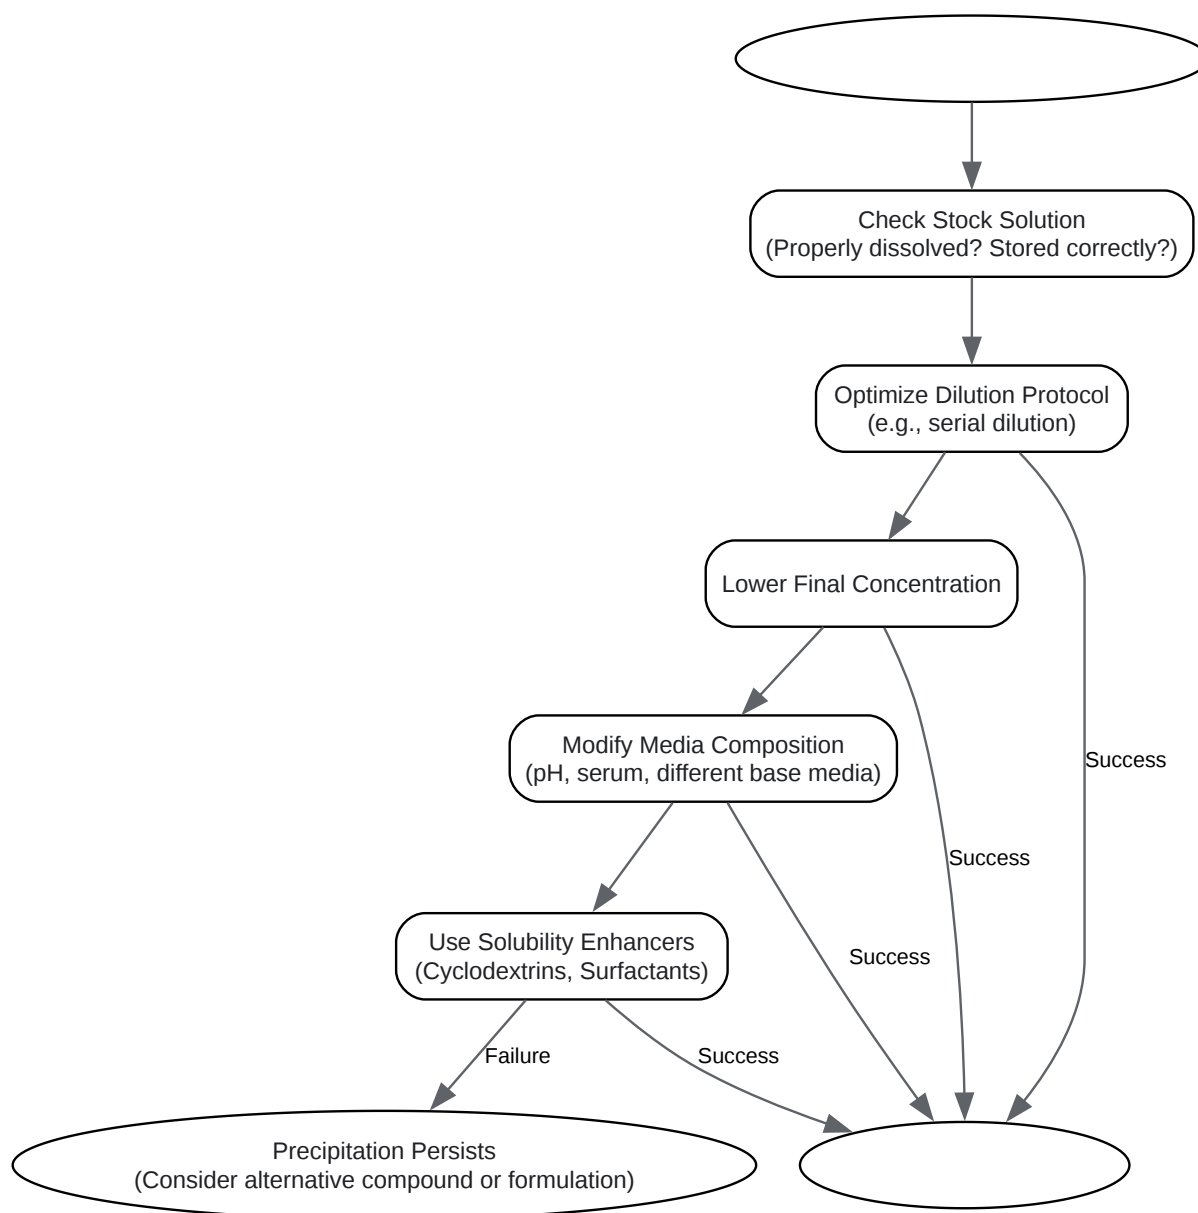 Check Stock Solution
(Properly dissolved? Stored correctly?)
Optimize Dilution Protocol
(e.g., serial dilution)
Lower Final Concentration
Modify Media Composition
(pH, serum, different base media)
Success
Success
Use Solubility Enhancers
(Cyclodextrins, Surfactants)
Success
Failure
Success
Precipitation Persists
(Consider alternative compound or formulation)